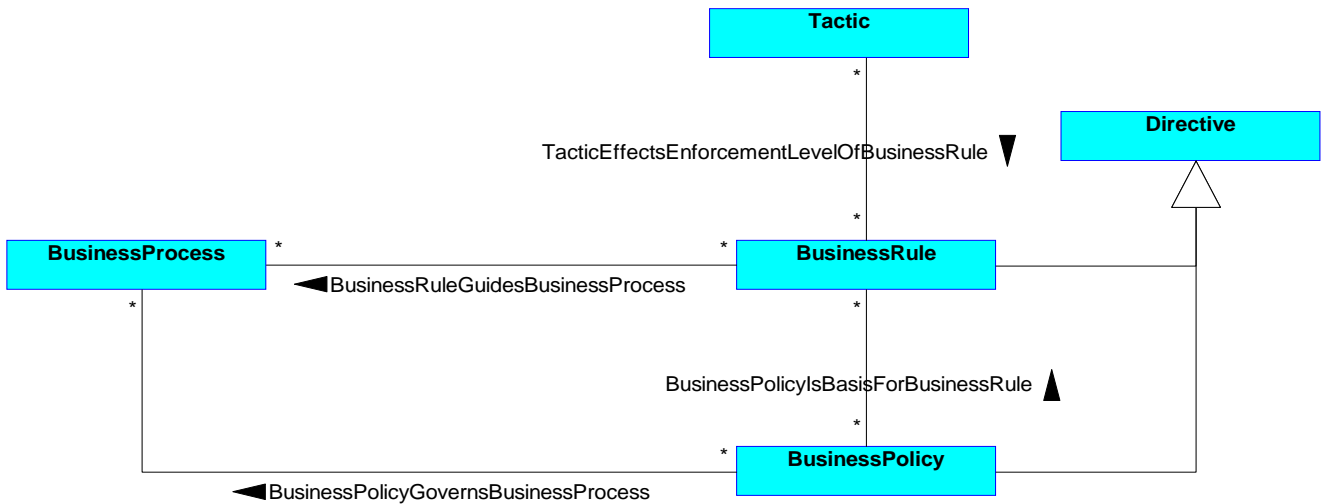 Tactic
*
Directive
TacticEffectsEnforcementLevelOfBusinessRule
*
BusinessProcess
*
*
BusinessRule
BusinessRuleGuidesBusinessProcess
*
*
BusinessPolicyIsBasisForBusinessRule
*
*
BusinessPolicy
BusinessPolicyGovernsBusinessProcess